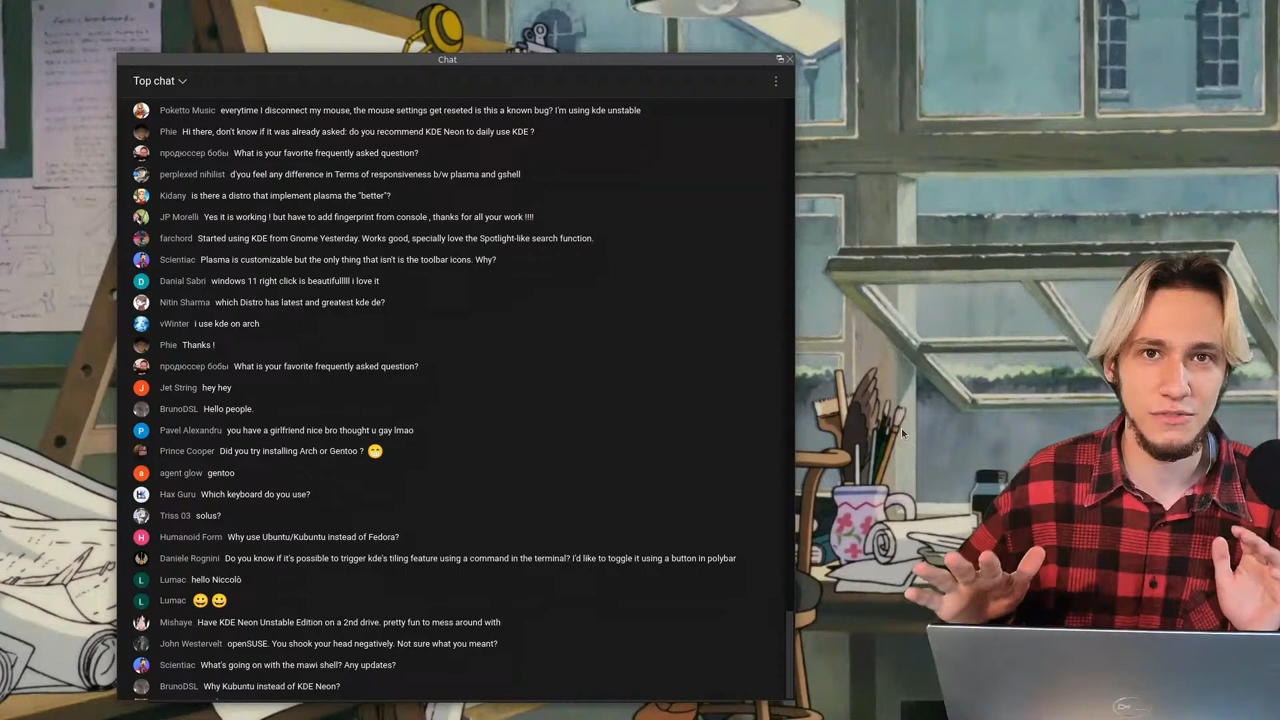 Chat
Top chat
Poketto Music everytime I disconnect my mouse, the mouse settings get reseted is this a known bug? I'm using kde unstable
Phie Hi there, don't know if it was already asked: do you recommend KDE Neon to daily use KDE ?
продюссер бобы What is your favorite frequently asked question?
perplexed nihilist d'you feel any difference in Terms of responsiveness b/w plasma and gshell
Kidany is there a distro that implement plasma the "better"?
JP Morelli Yes it is working ! but have to add fingerprint from console , thanks for all your work !!!!
farchord Started using KDE from Gnome Yesterday. Works good, specially love the Spotlight-like search function.
Scientiac Plasma is customizable but the only thing that isn't is the toolbar icons. Why?
D Danial Sabri windows 11 right click is beautifulllll i love it
Nitin Sharma which Distro has latest and greatest kde de?
vWinter i use kde on arch
Phie Thanks !
продюссер бобы What is your favorite frequently asked question?
J Jet String hey hey
BrunoDSL Hello people.
P Pavel Alexandru you have a girlfriend nice bro thought u gay lmao
Prince Cooper Did you try installing Arch or Gentoo ? 😁
a agent glow gentoo
Hax Guru Which keyboard do you use?
Triss 03 solus?
H Humanoid Form Why use Ubuntu/Kubuntu instead of Fedora?
Daniele Rognini Do you know if it's possible to trigger kde's tiling feature using a command in the terminal? I'd like to toggle it using a button in polybar
L Lumac hello Niccolò
L Lumac 😀 😀
Mishaye Have KDE Neon Unstable Edition on a 2nd drive. pretty fun to mess around with
John Westervelt openSUSE. You shook your head negatively. Not sure what you meant?
Scientiac What's going on with the mawi shell? Any updates?
BrunoDSL Why Kubuntu instead of KDE Neon?